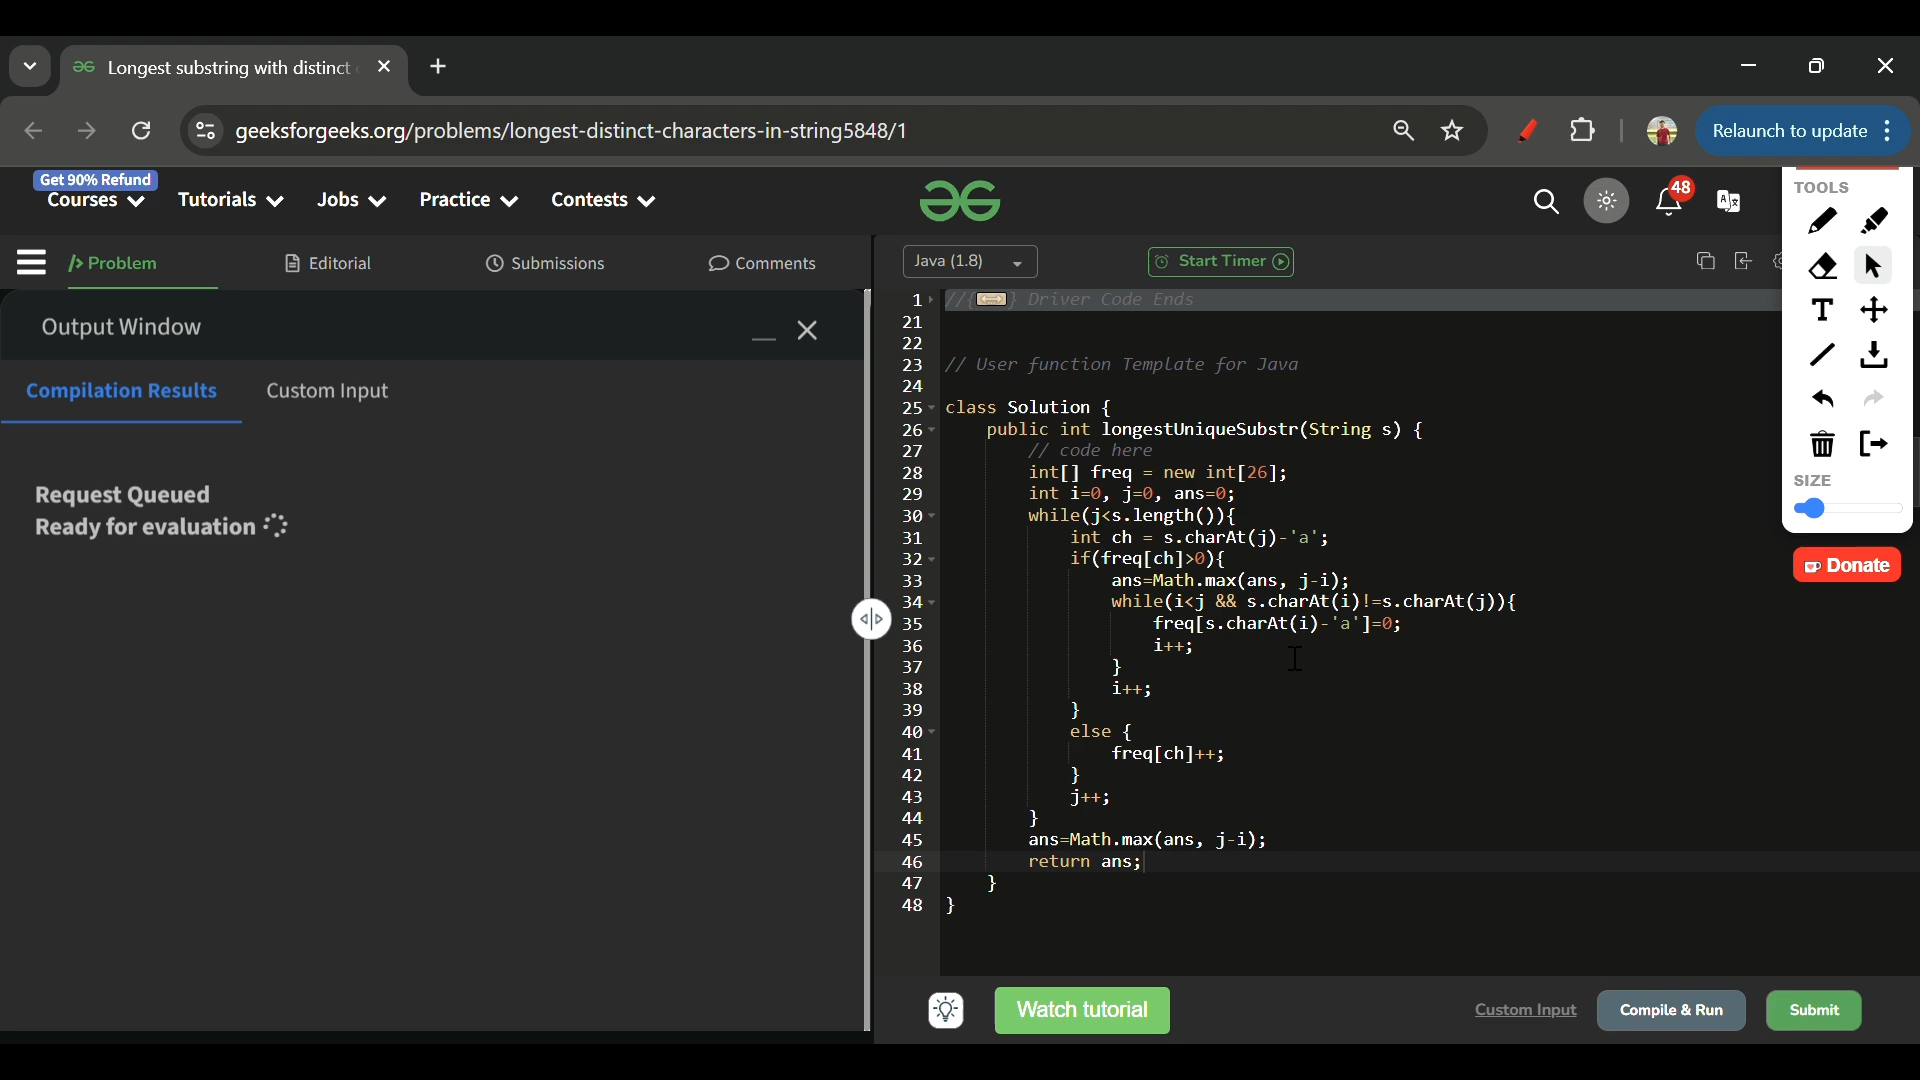 Longest substring with distinct
geeksforgeeks.org/problems/longest-distinct-characters-in-string5848/1
Relaunch to update
Get 90% Refund
Courses
Tutorials
Jobs
Practice
Contests
48
TOOLS
Problem
Editorial
Submissions
Comments
Java (1.8)
Start Timer
Output Window
Compilation Results
Custom Input
Request Queued
Ready for evaluation
1 //{ } Driver Code Ends
21
22
23 // User function Template for Java
24
25 class Solution {
26 public int longestUniqueSubstr(String s) {
27 // code here
28 int[] freq = new int[26];
29 int i=0, j=0, ans=0;
30 while(j<s.length()){
31 int ch = s.charAt(j)-'a';
32 if(freq[ch]>0){
33 ans=Math.max(ans, j-i);
34 while(i<j && s.charAt(i)!=s.charAt(j)){
35 freq[s.charAt(i)-'a']=0;
36 i++;
37 }
38 i++;
39 }
40 else {
41 freq[ch]++;
42 }
43 j++;
44 }
45 ans=Math.max(ans, j-i);
46 return ans;
47 }
48 }
T
SIZE
Donate
Watch tutorial
Custom Input
Compile & Run
Submit